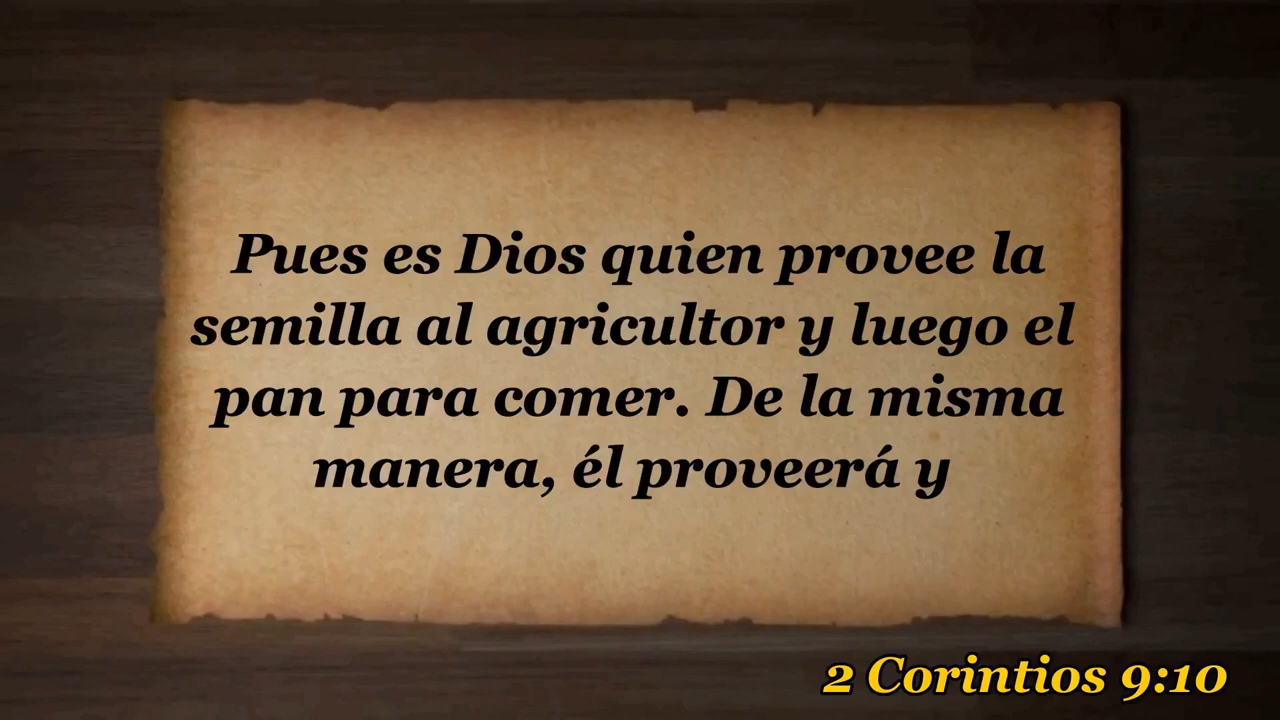 Pues es Dios quien provee la
semilla al agricultor y luego el
pan para comer. De la misma
manera, él proveerá y
2 Corintios 9:10